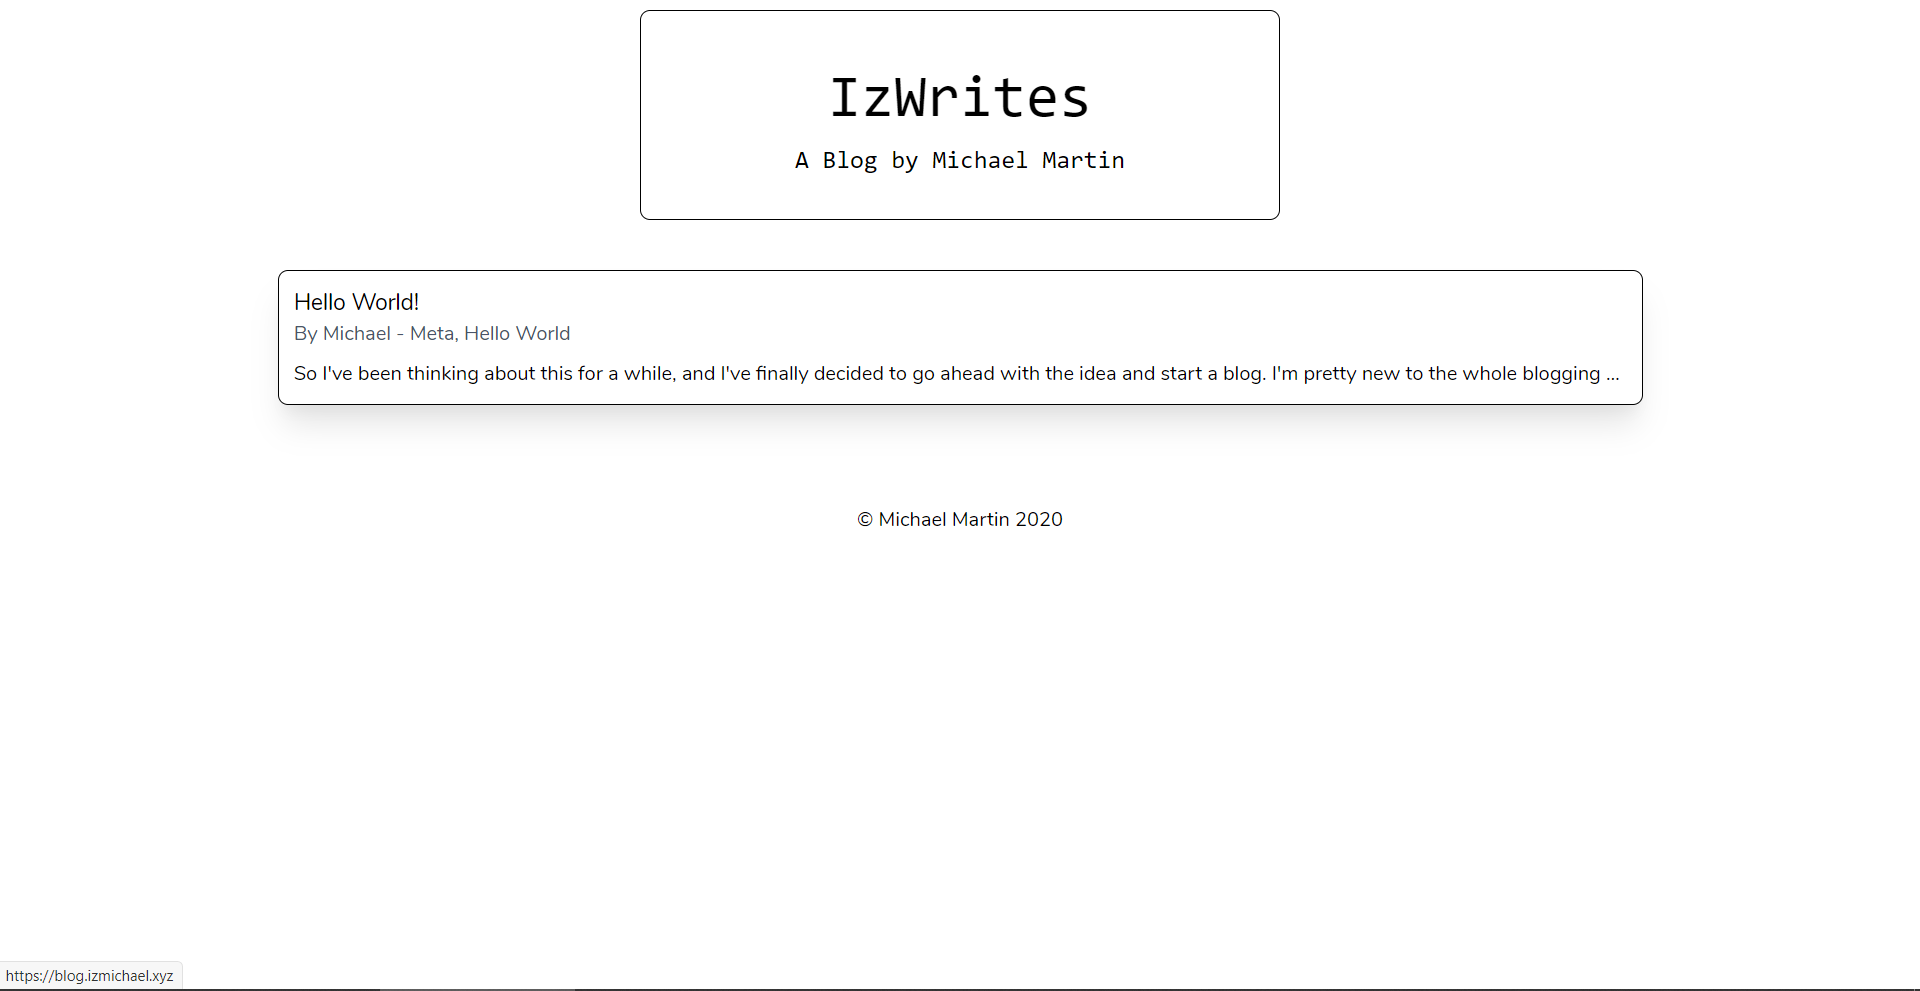 IzWrites
A Blog by Michael Martin
Hello World!
By Michael - Meta, Hello World
So I've been thinking about this for a while, and I've finally decided to go ahead with the idea and start a blog. I'm pretty new to the whole blogging ...
© Michael Martin 2020
https://blog.izmichael.xyz